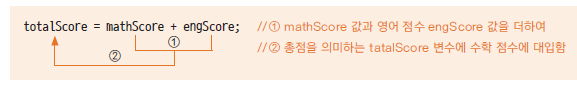 totalScore = mathScore + engScore; //① mathScore 값과 영어 점수 engScore 값을 더하여
① //② 총점을 의미하는 tatalScore 변수에 수학 점수에 대입함
②